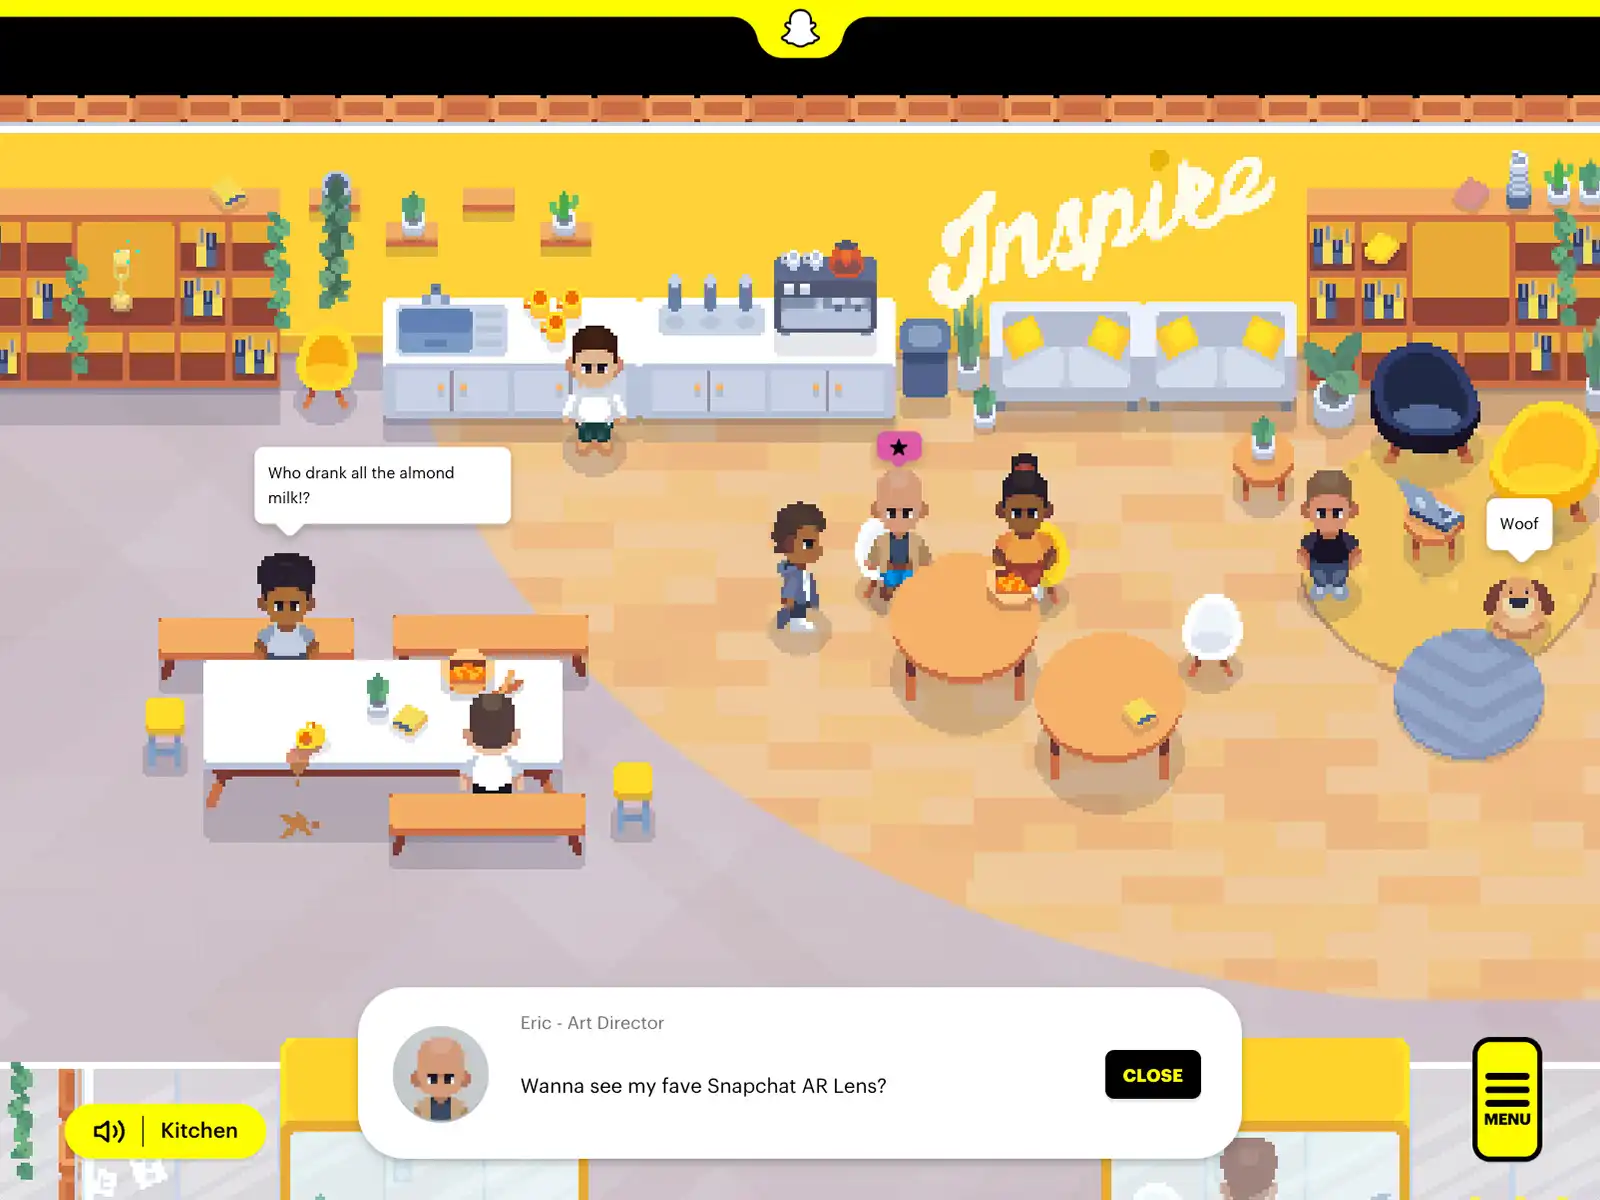 Inspire
Who drank all the almond
milk!?
Woof
Eric - Art Director
Wanna see my fave Snapchat AR Lens?
CLOSE
Kitchen
MENU